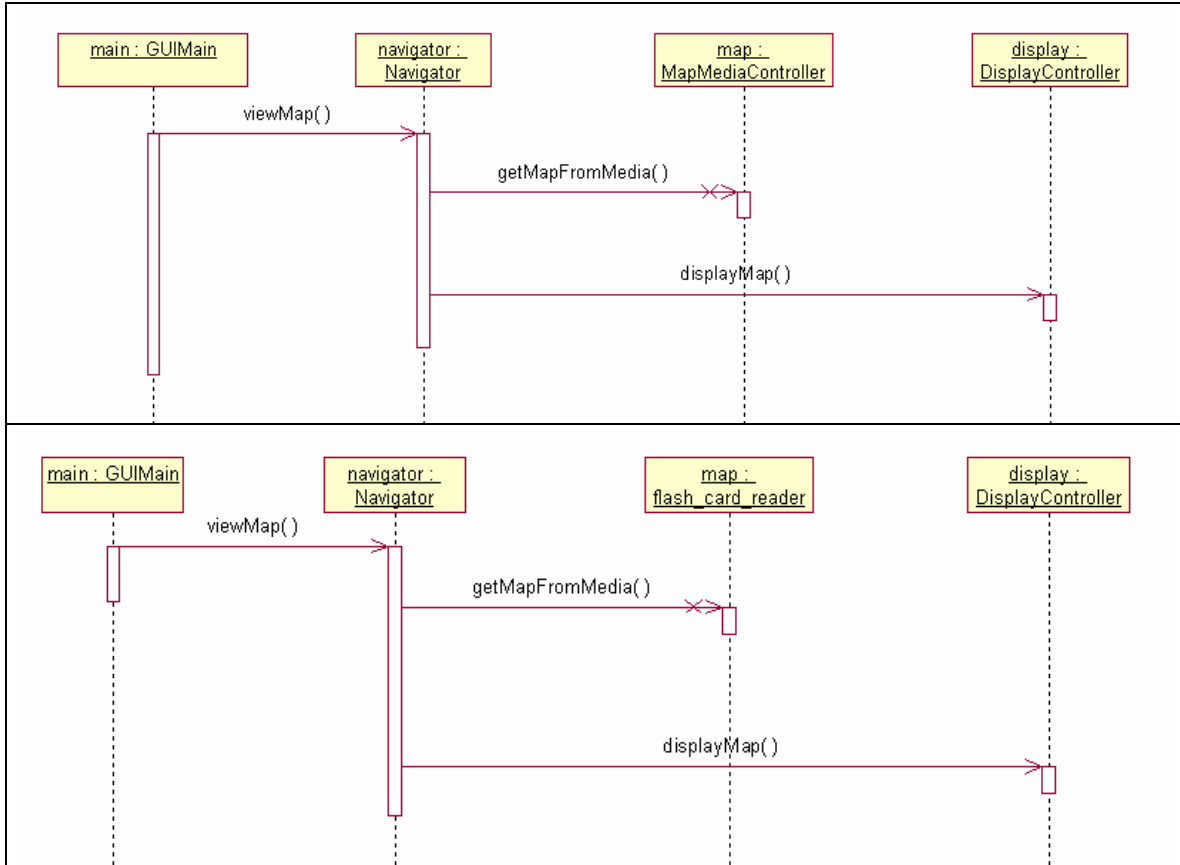 main : GUIMain
navigator :
Navigator
map :
MapMediaController
display :
DisplayController
viewMap( )
getMapFromMedia( )
displayMap( )
main : GUIMain
navigator :
Navigator
map :
flash_card_reader
display :
DisplayController
viewMap( )
getMapFromMedia( )
displayMap( )